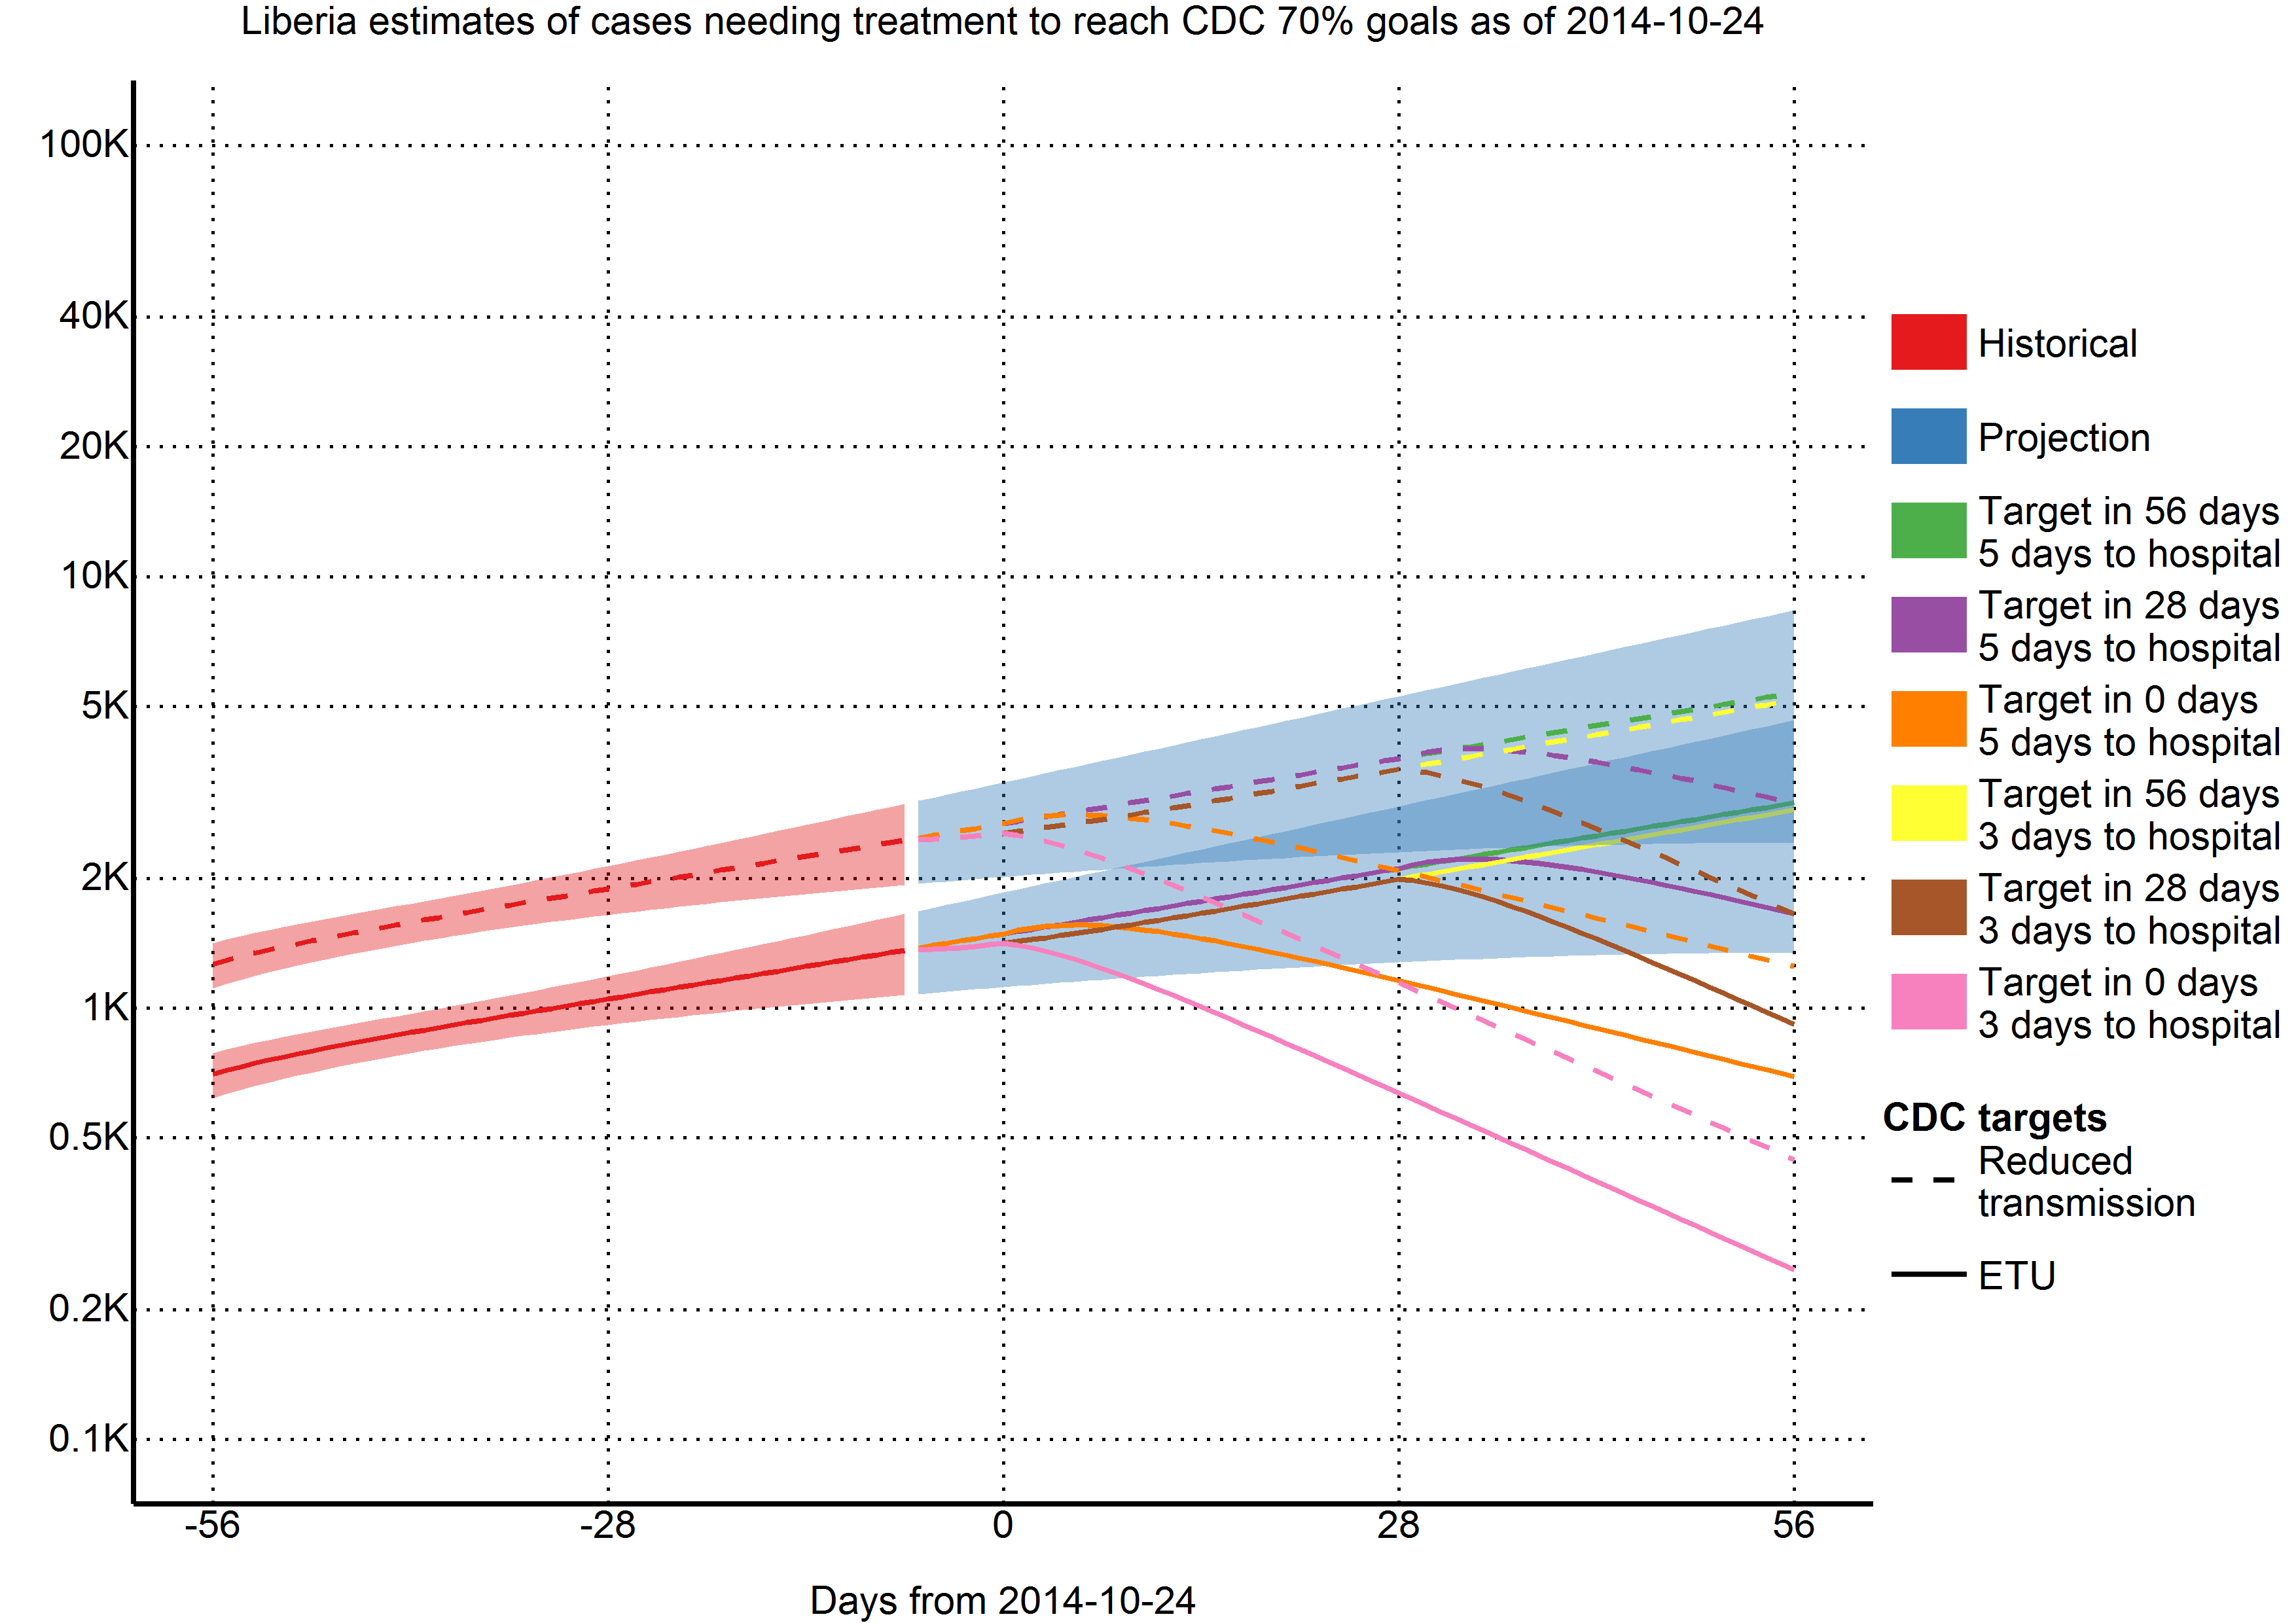 Liberia estimates of cases needing treatment to reach CDC 70% goals as of 2014-10-24
100K
40K
20K
10K
5K
2K
1K
0.5K
0.2K
0.1K
-56
-28
0
28
56
Days from 2014-10-24
Historical
Projection
Target in 56 days
5 days to hospital
Target in 28 days
5 days to hospital
Target in 0 days
5 days to hospital
Target in 56 days
3 days to hospital
Target in 28 days
3 days to hospital
Target in 0 days
3 days to hospital
CDC targets
Reduced
transmission
ETU